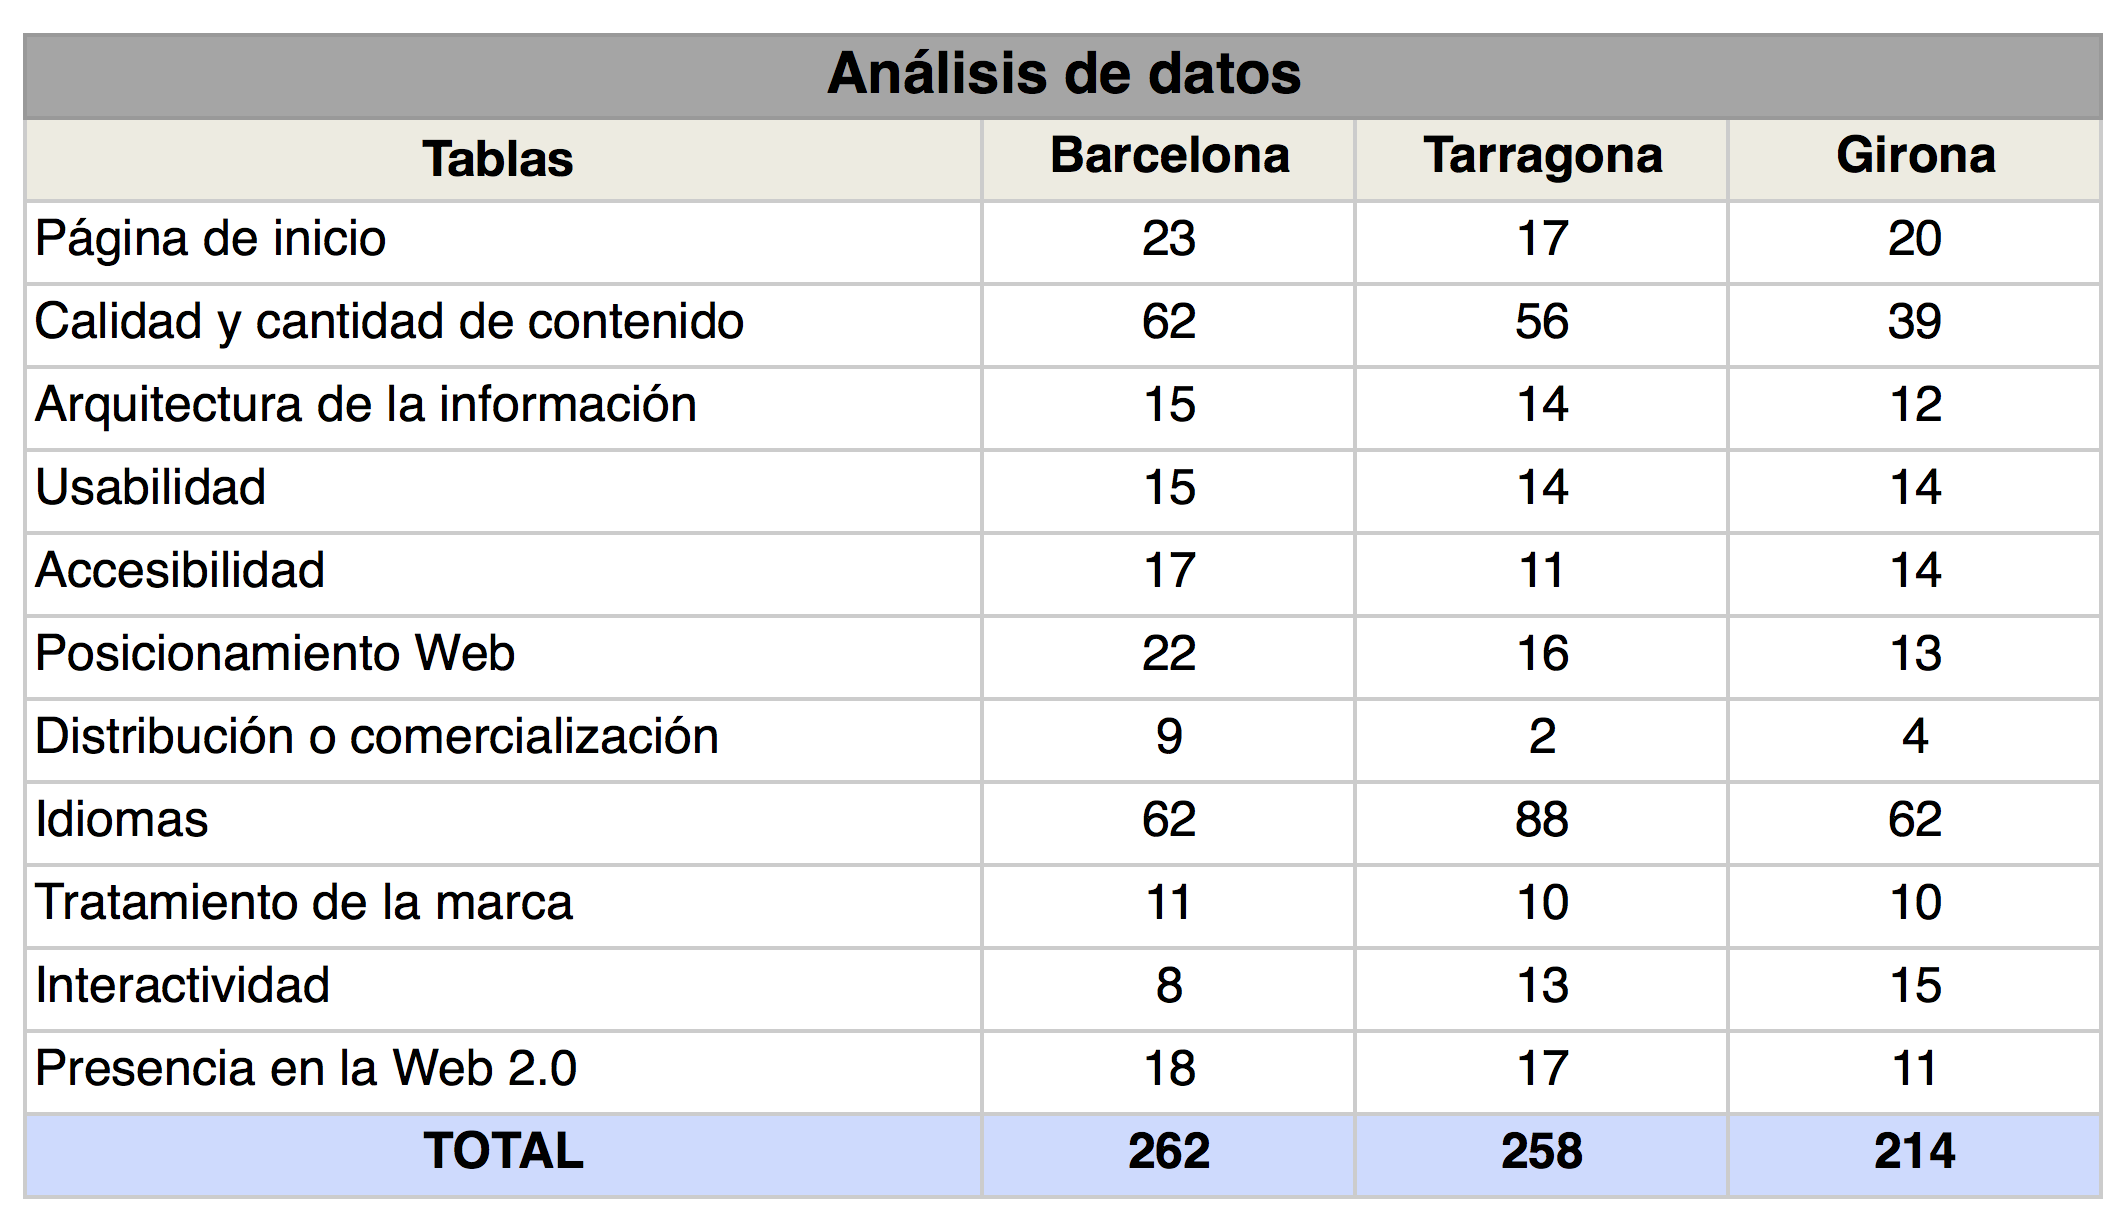 Análisis de datos
Tablas Barcelona Tarragona Girona
Página de inicio 23 17 20
Calidad y cantidad de contenido 62 56 39
Arquitectura de la información 15 14 12
Usabilidad 15 14 14
Accesibilidad 17 11 14
Posicionamiento Web 22 16 13
Distribución o comercialización 9 2 4
Idiomas 62 88 62
Tratamiento de la marca 11 10 10
Interactividad 8 13 15
Presencia en la Web 2.0 18 17 11
TOTAL 262 258 214